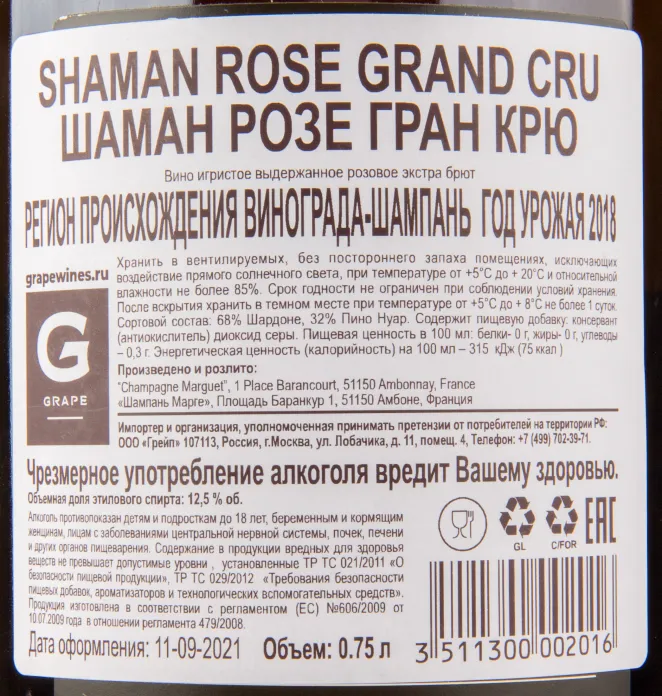 SHAMAN ROSE GRAND CRU
ШАМАН РОЗЕ ГРАН КРЮ
Вино игристое выдержанное розовое экстра брют
РЕГИОН ПРОИСХОЖДЕНИЯ ВИНОГРАДА-ШАМПАНЬ ГОД УРОЖАЯ 2018
grapewines.ru
G
GRAPE
Хранить в вентилируемых, без постороннего запаха помещениях, исключающих
воздействие прямого солнечного света, при температуре от +5°C до + 20°C и относительной
влажности не более 85%. Срок годности не ограничен при соблюдении условий хранения.
После вскрытия хранить в темном месте при температуре от +5°C до + 8°C не более 1 суток.
Сортовой состав: 68% Шардоне, 32% Пино Нуар. Содержит пищевую добавку: консервант
(антиокислитель) диоксид серы. Пищевая ценность в 100 мл: белки- 0 г, жиры- 0 г, углеводы
– 0,3 г. Энергетическая ценность (калорийность) на 100 мл – 315 кДж (75 ккал )
Произведено и розлито:
"Champagne Marguet", 1 Place Barancourt, 51150 Ambonnay, France
«Шампань Марге», Площадь Баранкур 1, 51150 Амбоне, Франция
Импортер и организация, уполномоченная принимать претензии от потребителей на территории РФ:
ООО «Грейп» 107113, Россия, г.Москва, ул. Лобачика, д. 11, помещ. 4, Телефон: +7 (499) 702-39-71.
Чрезмерное употребление алкоголя вредит Вашему здоровью.
Объемная доля этилового спирта: 12,5 % об.
Алкоголь противопоказан детям и подросткам до 18 лет, беременным и кормящим
женщинам, лицам с заболеваниями центральной нервной системы, почек, печени
и других органов пищеварения. Содержание в продукции вредных для здоровья
веществ не превышает допустимые уровни , установленные ТР ТС 021/2011 «О
безопасности пищевой продукции», ТР ТС 029/2012 «Требования безопасности
пищевых добавок, ароматизаторов и технологических вспомогательных средств».
Продукция изготовлена в соответствии с регламентом (ЕС) №606/2009 от
10.07.2009 года в отношении регламента 479/2008.
GL
C/FOR
EAC
Дата оформления: 11-09-2021 Объем: 0.75 л
3 511300 002016